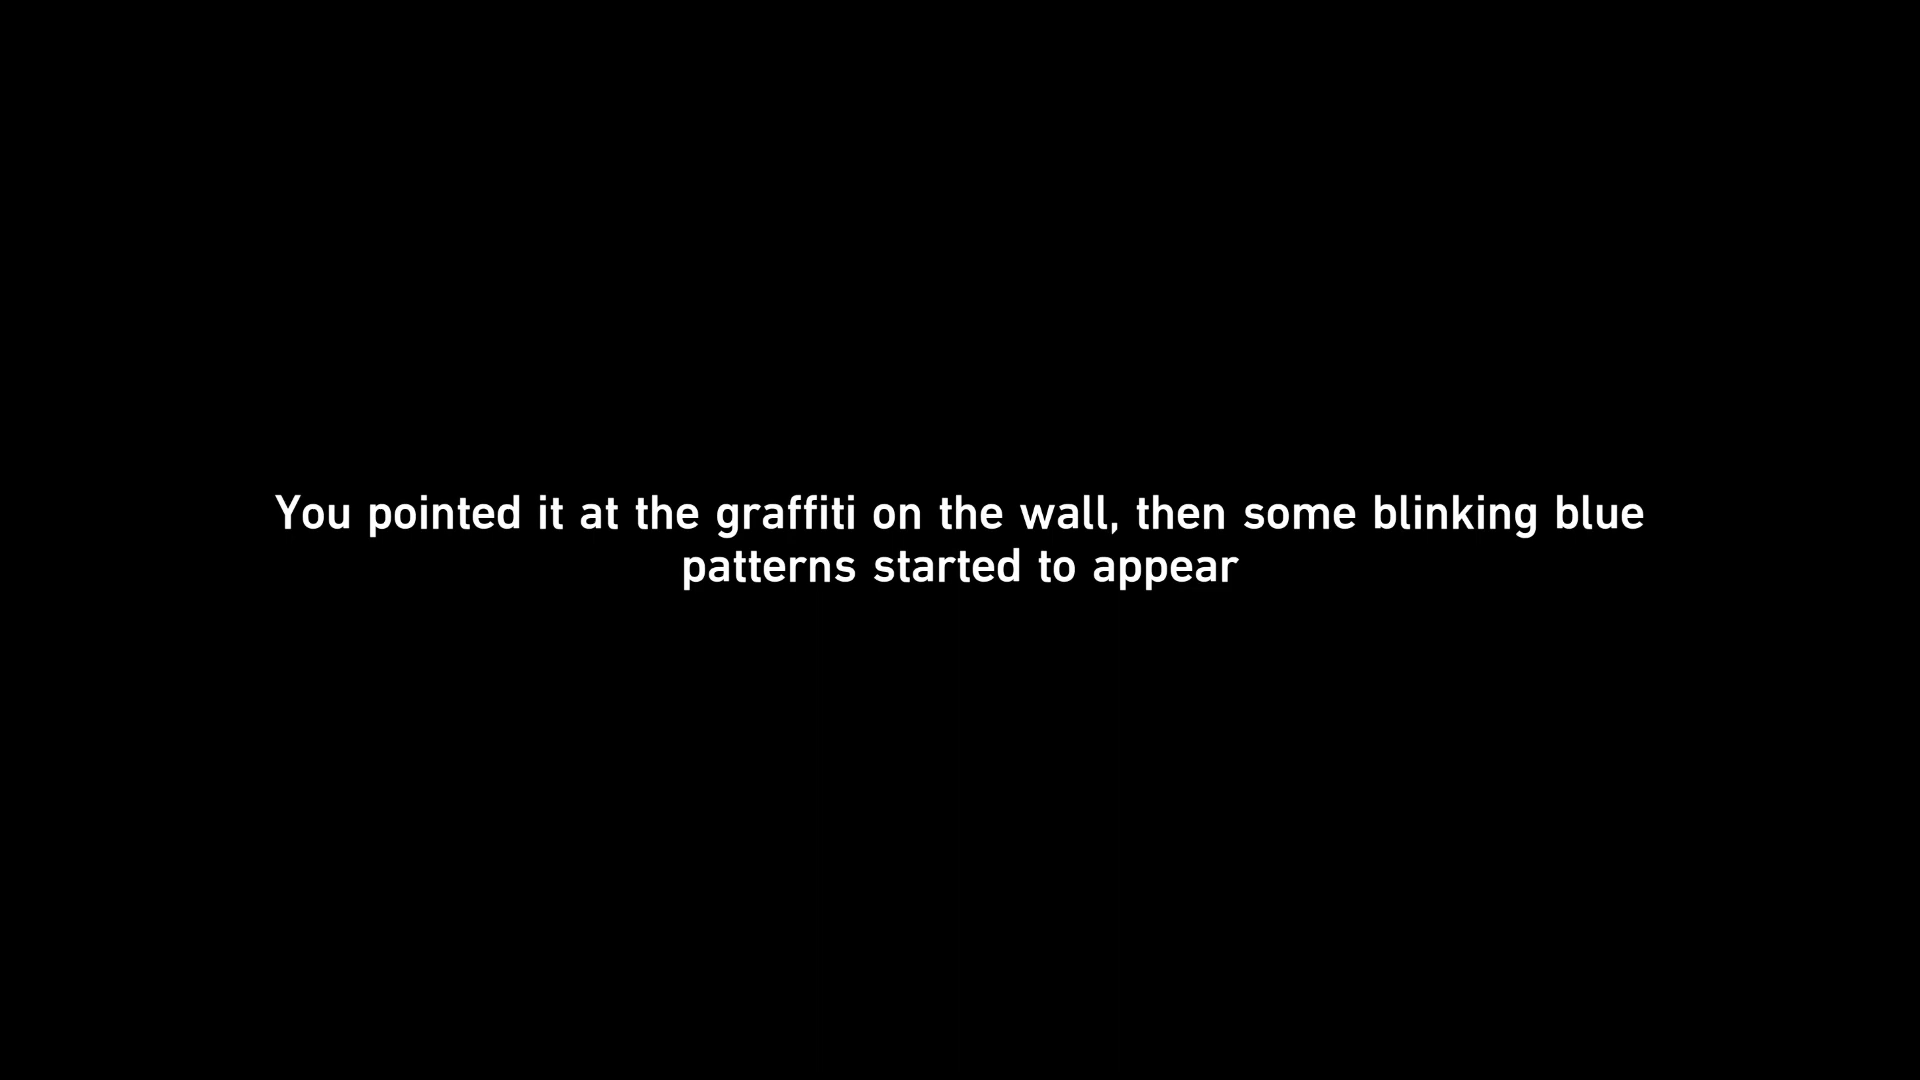 You pointed it at the graffiti on the wall, then some blinking blue
patterns started to appear